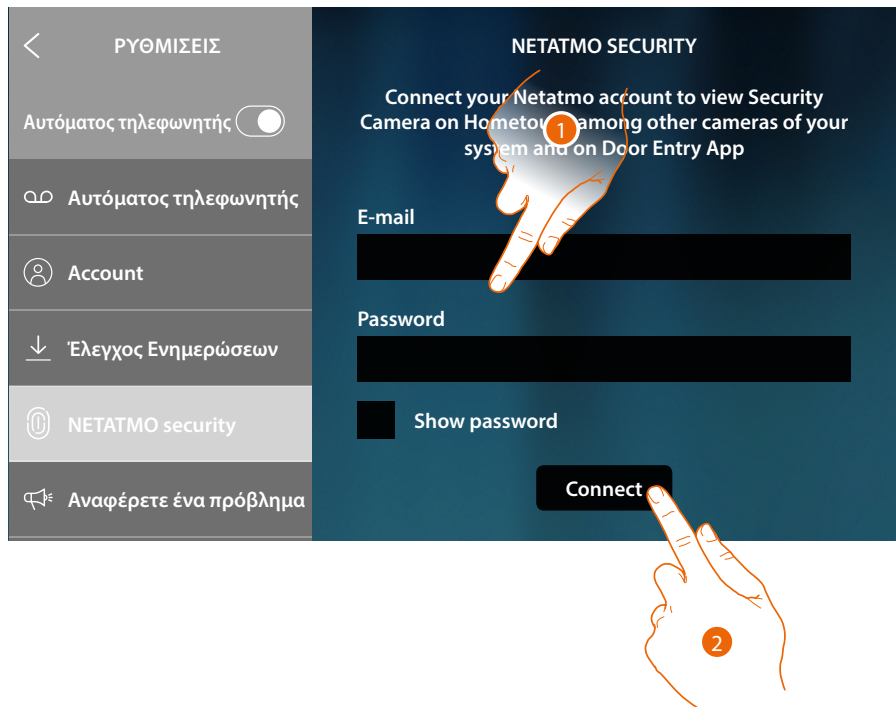 ΡΥΘΜΙΣΕΙΣ
Αυτόματος τηλεφωνητής
Αυτόματος τηλεφωνητής
Account
Έλεγχος Ενημερώσεων
NETATMO security
Αναφέρετε ένα πρόβλημα
NETATMO SECURITY
Connect your Netatmo account to view Security
Camera on Hometou among other cameras of your
system and on Door Entry App
1
E-mail
Password
Show password
Connect
2